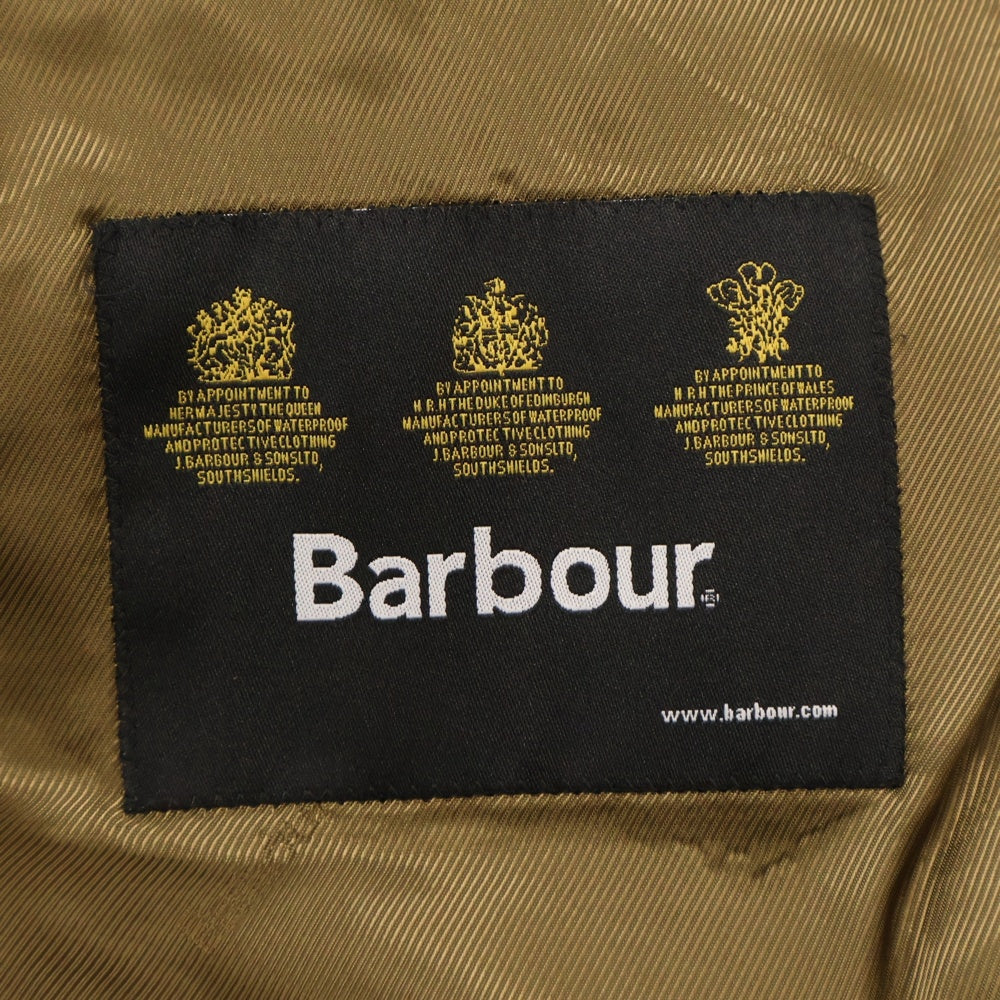 BY APPOINTMENT TO
HER MAJESTY THE QUEEN
MANUFACTURERS OF WATERPROOF
AND PROTECTIVE CLOTHING
J. BARBOUR & SONS LTD,
SOUTH SHIELDS.
BY APPOINTMENT TO
H R H THE DUKE OF EDINBURGH
MANUFACTURERS OF WATERPROOF
AND PROTECTIVE CLOTHING
J. BARBOUR & SONS LTD,
SOUTH SHIELDS.
BY APPOINTMENT TO
H R H THE PRINCE OF WALES
MANUFACTURERS OF WATERPROOF
AND PROTECTIVE CLOTHING
J. BARBOUR & SONS LTD,
SOUTH SHIELDS.
Barbour®
www.barbour.com